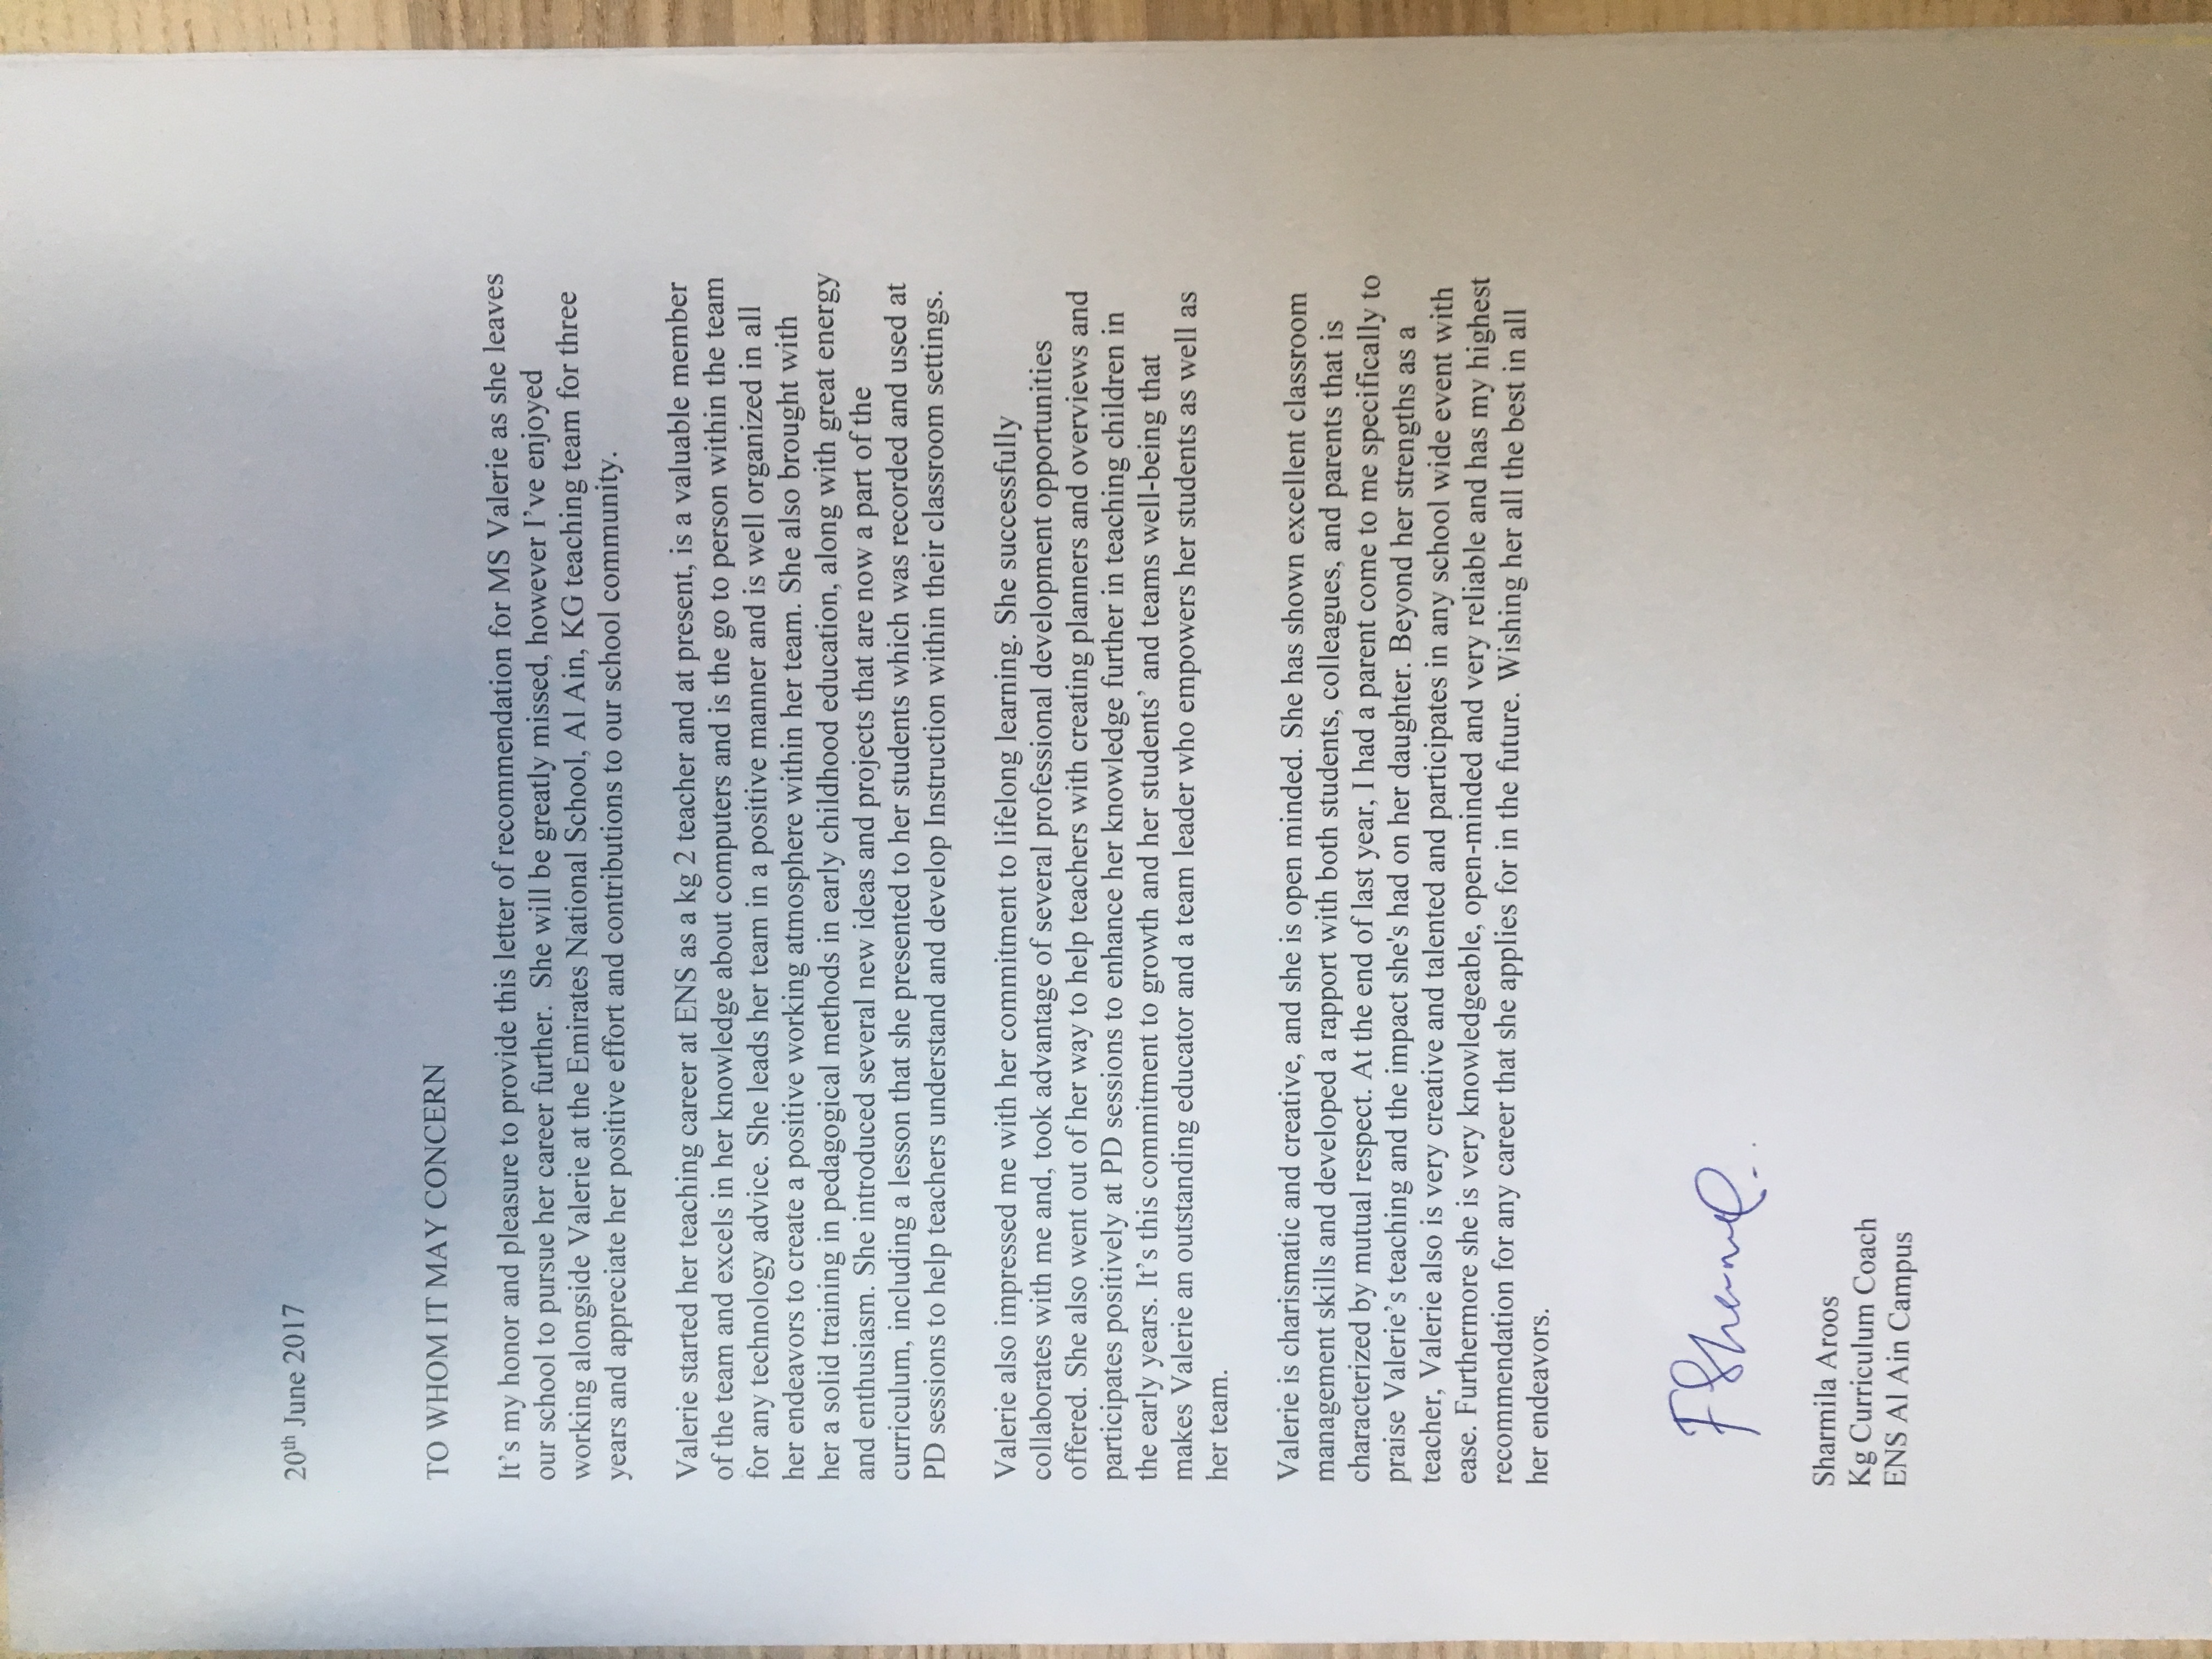 20th June 2017
TO WHOM IT MAY CONCERN
It's my honor and pleasure to provide this letter of recommendation for MS Valerie as she leaves
our school to pursue her career further.  She will be greatly missed, however I've enjoyed
working alongside Valerie at the Emirates National School, Al Ain, KG teaching team for three
years and appreciate her positive effort and contributions to our school community.
Valerie started her teaching career at ENS as a kg 2 teacher and at present, is a valuable member
of the team and excels in her knowledge about computers and is the go to person within the team
for any technology advice. She leads her team in a positive manner and is well organized in all
her endeavors to create a positive working atmosphere within her team. She also brought with
her a solid training in pedagogical methods in early childhood education, along with great energy
and enthusiasm. She introduced several new ideas and projects that are now a part of the
curriculum, including a lesson that she presented to her students which was recorded and used at
PD sessions to help teachers understand and develop Instruction within their classroom settings.
Valerie also impressed me with her commitment to lifelong learning. She successfully
collaborates with me and, took advantage of several professional development opportunities
offered. She also went out of her way to help teachers with creating planners and overviews and
participates positively at PD sessions to enhance her knowledge further in teaching children in
the early years. It's this commitment to growth and her students' and teams well-being that
makes Valerie an outstanding educator and a team leader who empowers her students as well as
her team.
Valerie is charismatic and creative, and she is open minded. She has shown excellent classroom
management skills and developed a rapport with both students, colleagues, and parents that is
characterized by mutual respect. At the end of last year, I had a parent come to me specifically to
praise Valerie's teaching and the impact she's had on her daughter. Beyond her strengths as a
teacher, Valerie also is very creative and talented and participates in any school wide event with
ease. Furthermore she is very knowledgeable, open-minded and very reliable and has my highest
recommendation for any career that she applies for in the future. Wishing her all the best in all
her endeavors.
Sharmila Aroos
Kg Curriculum Coach
ENS Al Ain Campus